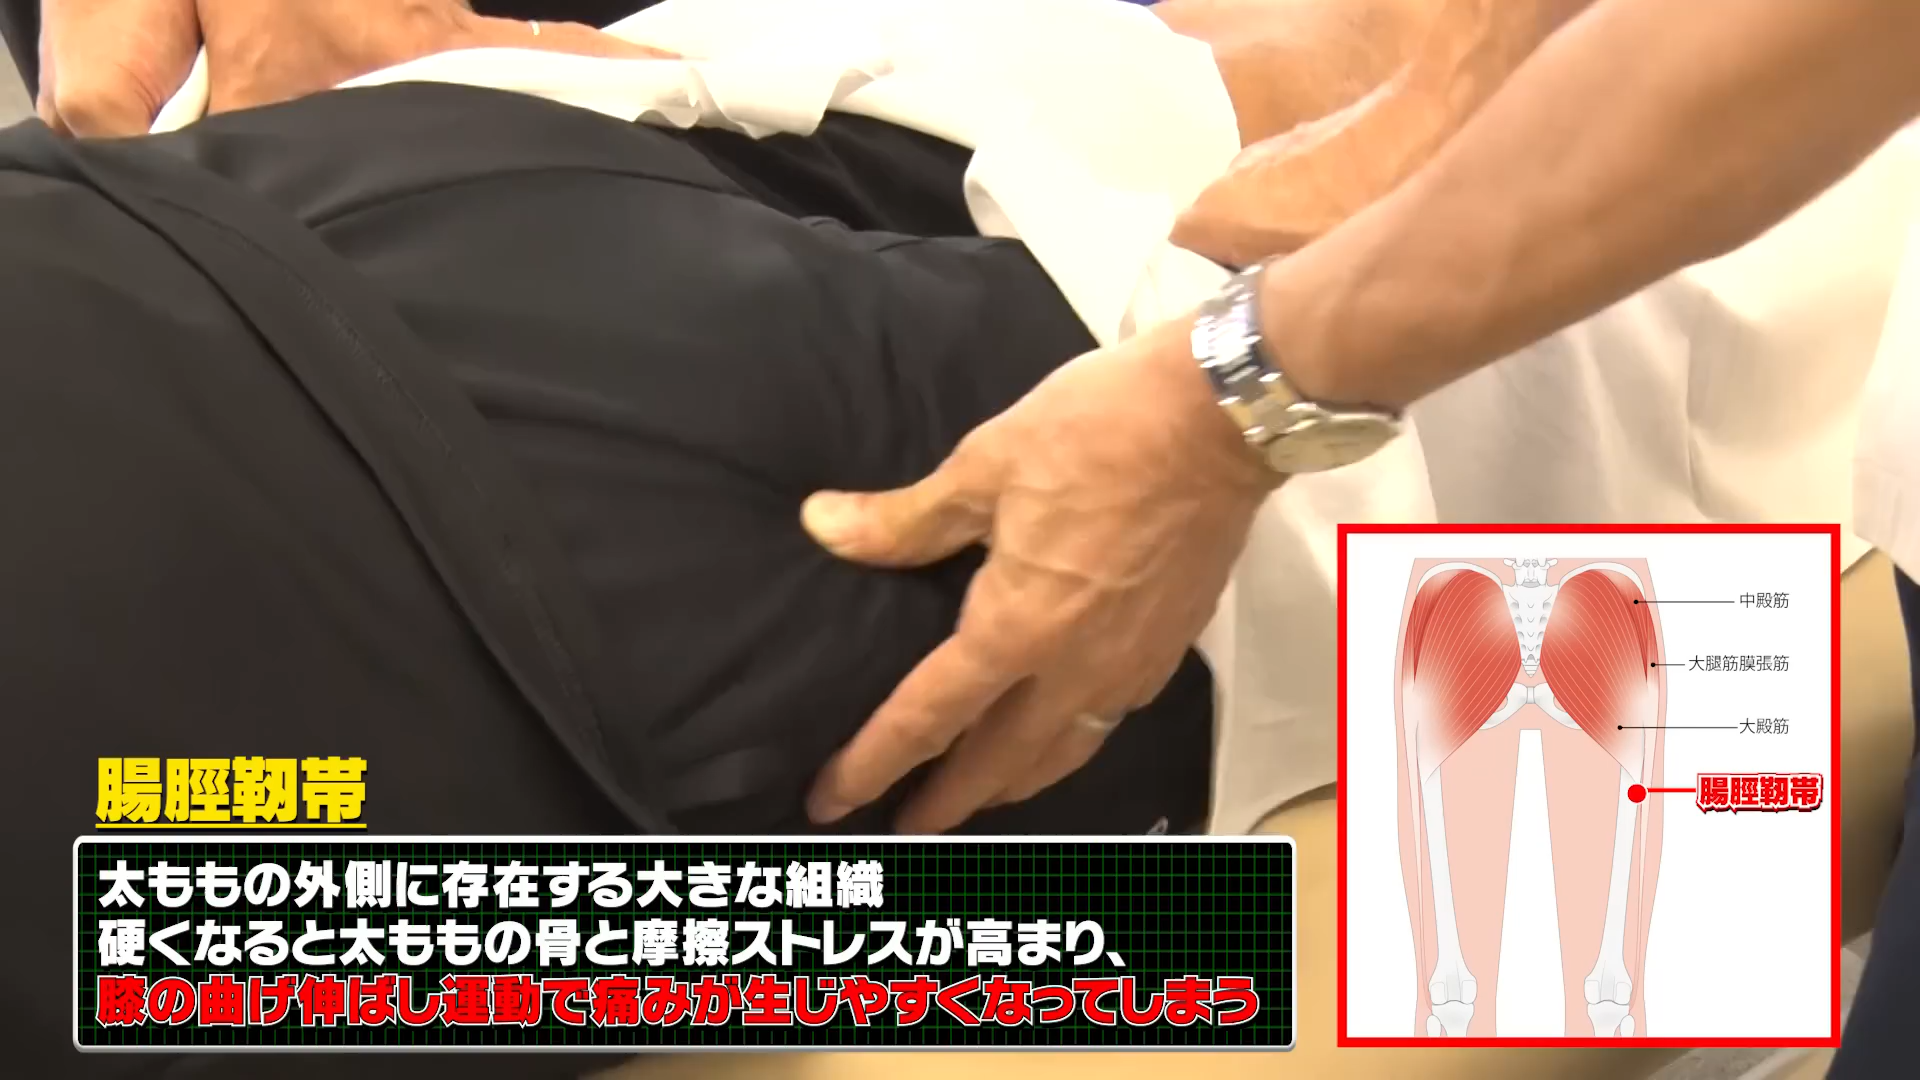 中殿筋
大腿筋膜張筋
大殿筋
腸脛靭帯
腸脛靭帯
太ももの外側に存在する大きな組織
硬くなると太ももの骨と摩擦ストレスが高まり、
膝の曲げ伸ばし運動で痛みが生じやすくなってしまう